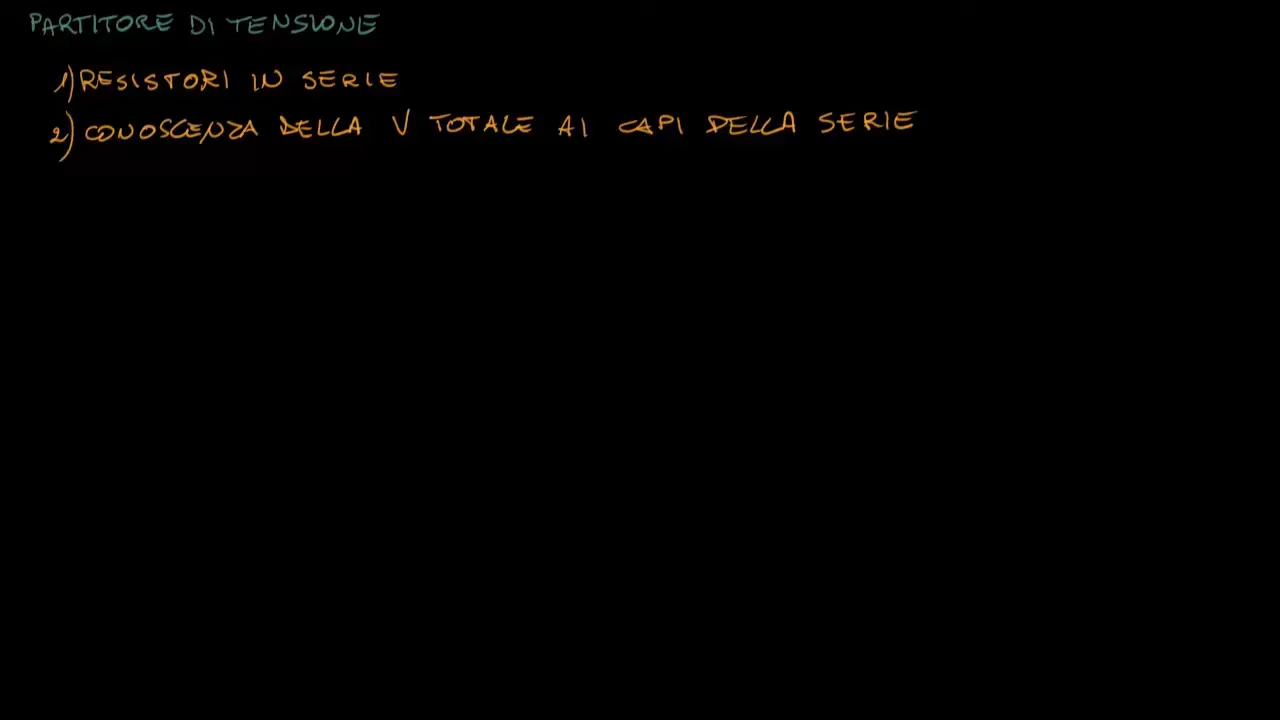 PARTITORE DI TENSIONE
1) RESISTORI IN SERIE
2) CONOSCENZA DELLA V TOTALE AI CAPI DELLA SERIE